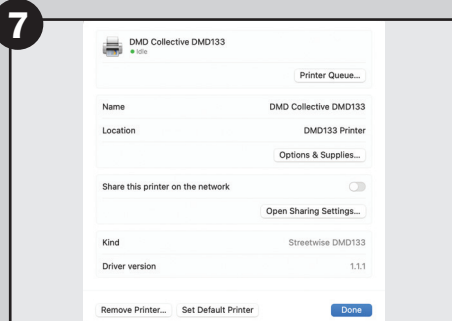 7
DMD Collective DMD133
Idle
Printer Queue...
Name DMD Collective DMD133
Location DMD133 Printer
Options & Supplies...
Share this printer on the network
Open Sharing Settings...
Kind Streetwise DMD133
Driver version 1.1.1
Remove Printer... Set Default Printer Done